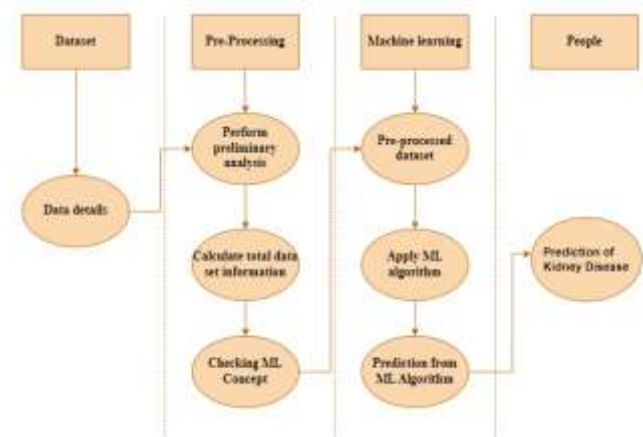 Dataset
Pre-Processing
Machine learning
People
Perform
preliminary
analysis
Pre-processed
dataset
Data details
Calculate total data
set information
Apply ML
algorithm
Prediction of
Kidney Disease
Checking ML
Concept
Prediction from
ML Algorithm